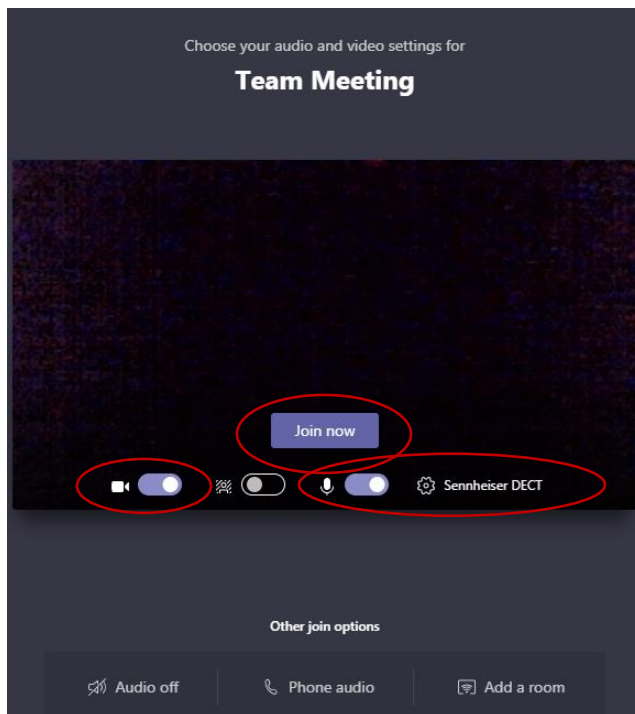 Choose your audio and video settings for
Team Meeting
Join now
Sennheiser DECT
Other join options
Audio off
Phone audio
Add a room